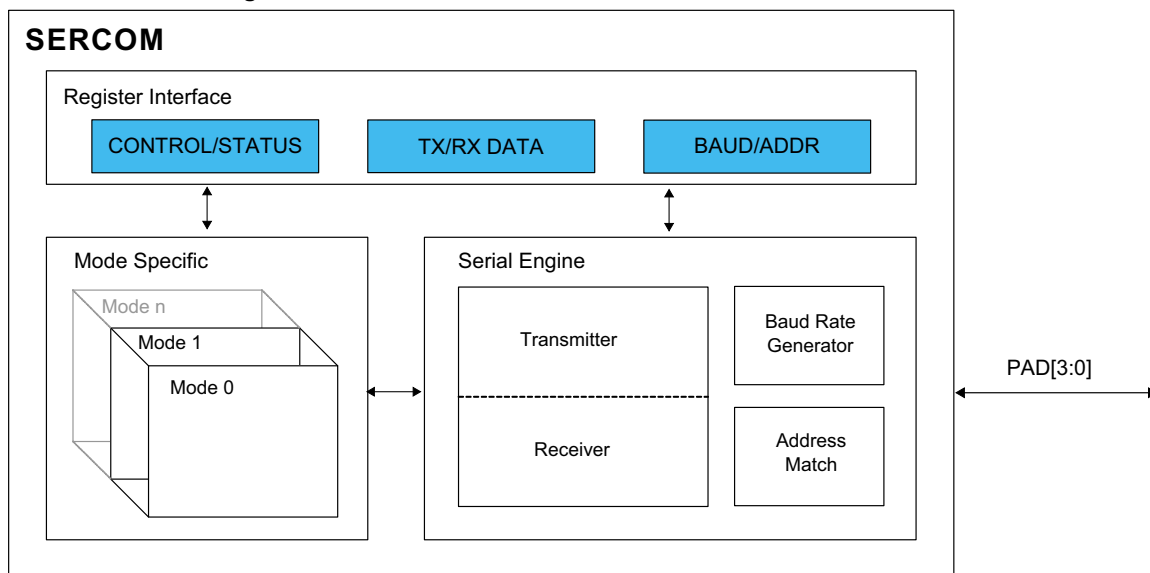 SERCOM
Register Interface
CONTROL/STATUS
TX/RX DATA
BAUD/ADDR
Mode Specific
Mode n
Mode 1
Mode 0
Serial Engine
Transmitter
Receiver
Baud Rate
Generator
Address
Match
PAD[3:0]